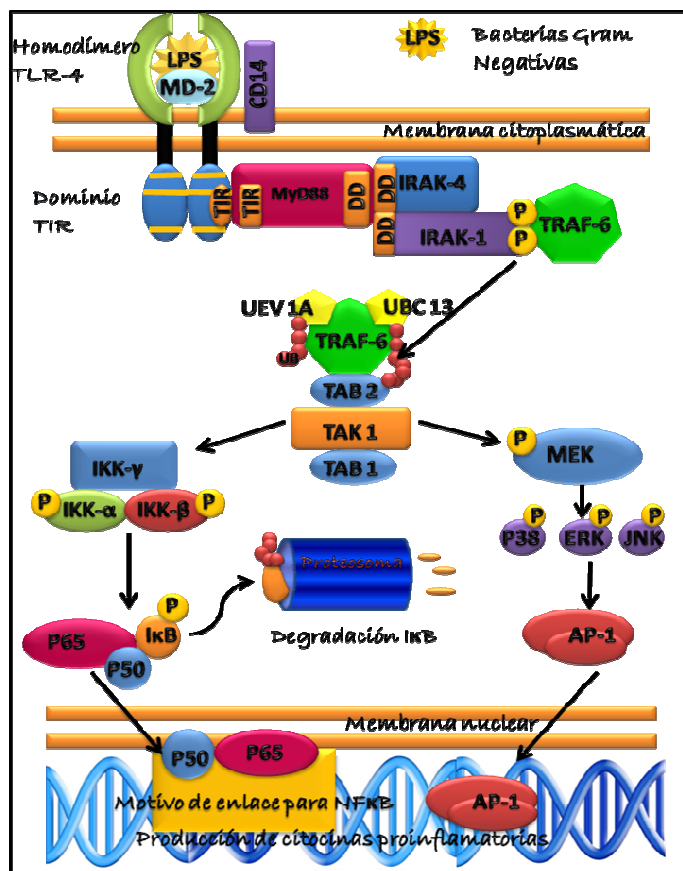 Homodímero
TLR-4
LPS
MD-2
CD14
LPS
Bacterías Gram
Negativas
Membrana citoplasmática
Dominio
TIR
TIR
TIR
MyD88
DD
DD
IRAK-4
DD
IRAK-1
P
P
TRAF-6
UEV 1A
UBC 13
TRAF-6
UB
TAB 2
TAK 1
TAB 1
IKK-γ
P
IKK-α
IKK-β
P
P
MEK
P
P
P
P38
ERK
JNK
Proteosoma
P
IκB
P65
P50
Degradación IκB
AP-1
Membrana nuclear
P50
P65
Motivo de enlace para NFκB
AP-1
Producción de citocinas proinflamatorias